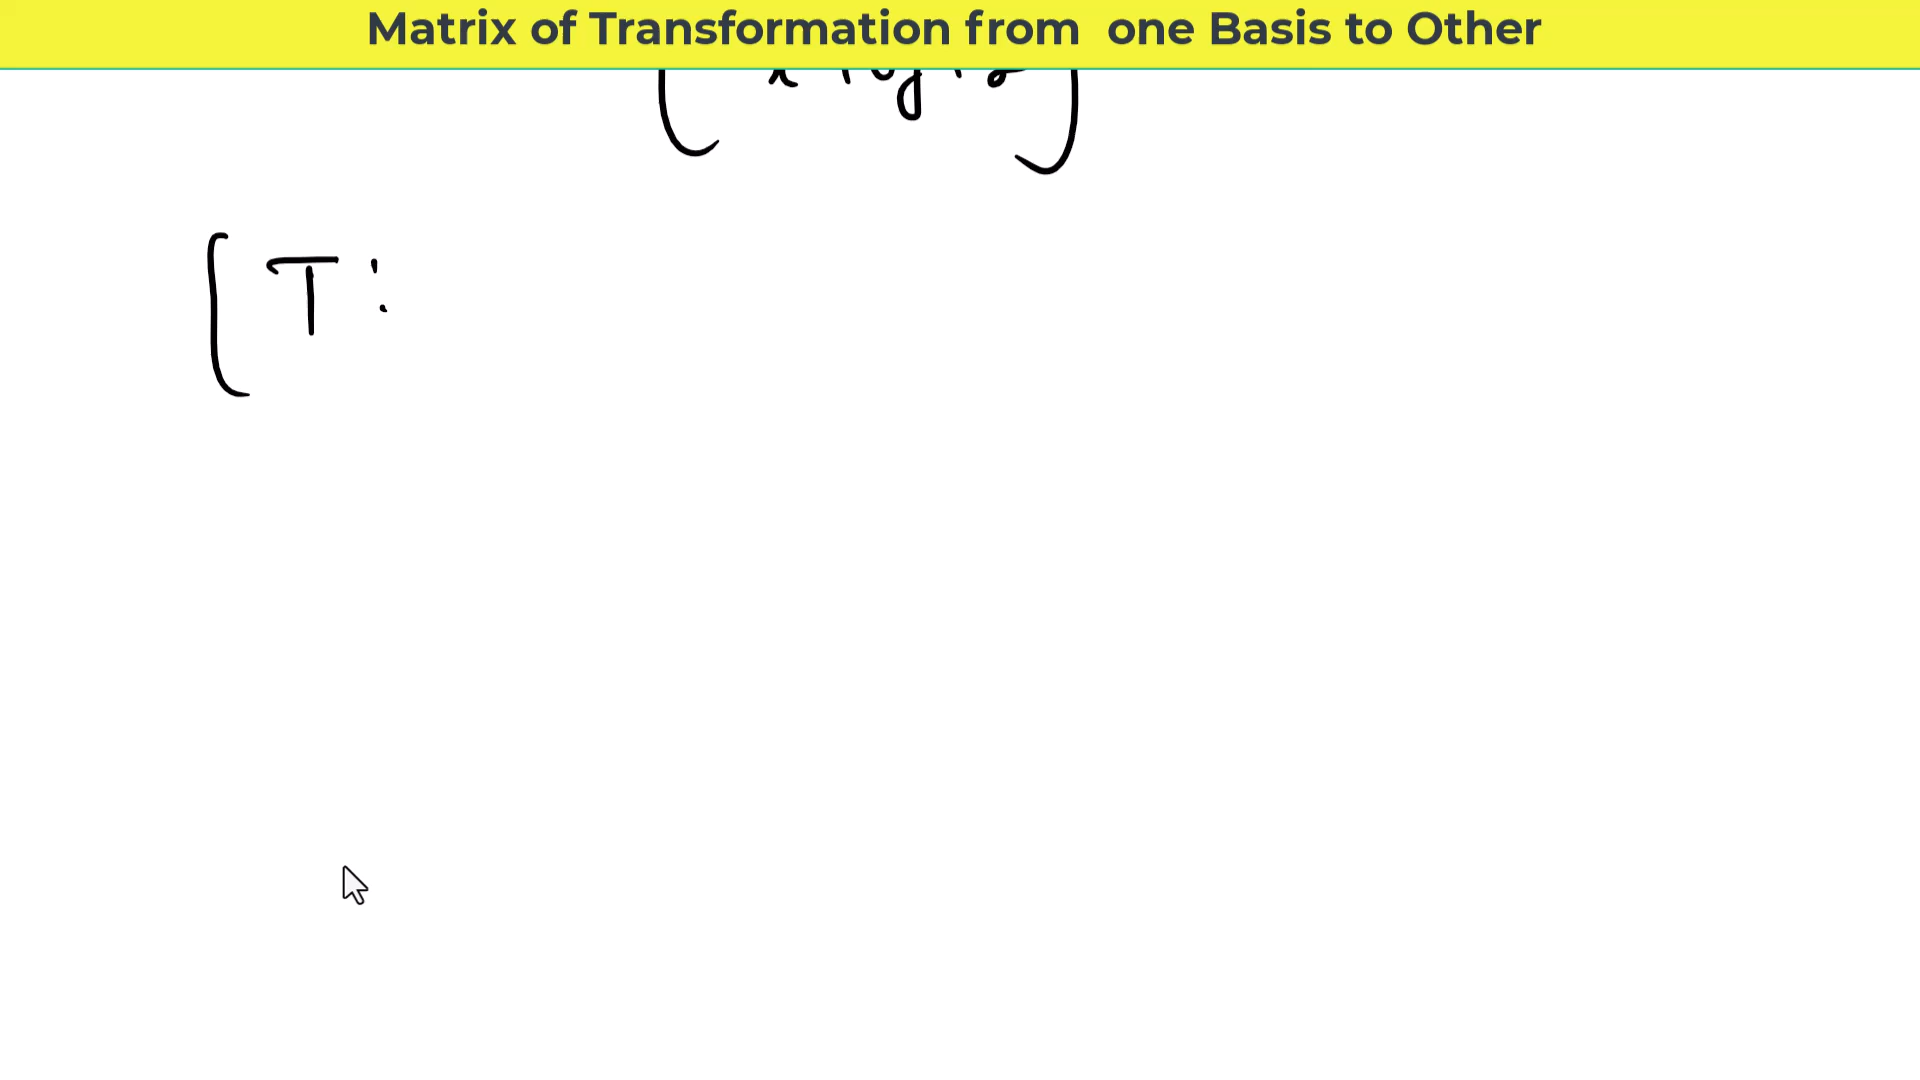 Matrix of Transformation from one Basis to Other
[ T :